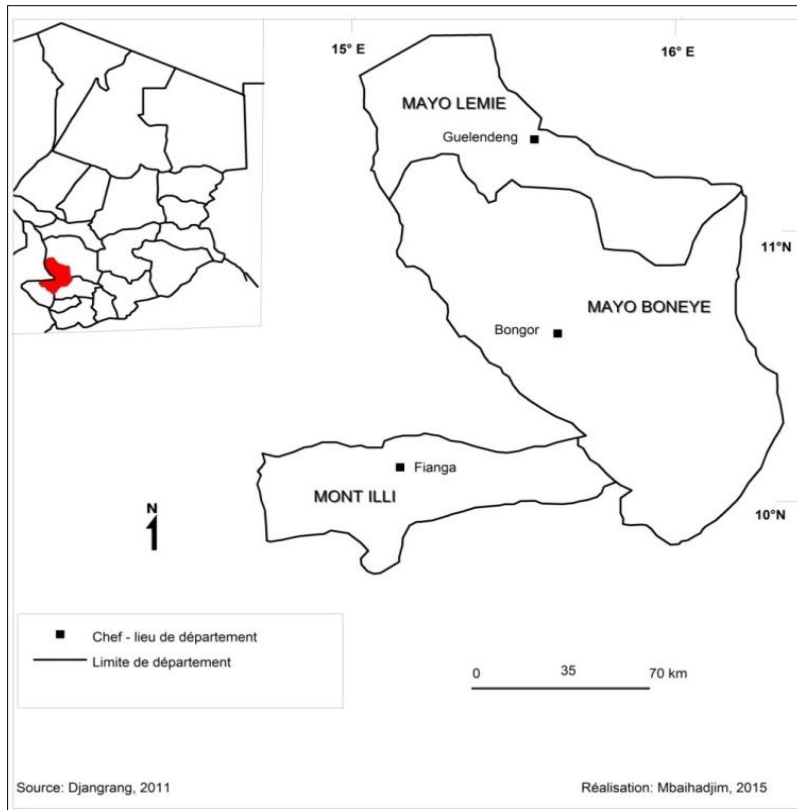 15° E
16° E
MAYO LEMIE
Guelendeng
11°N
MAYO BONEYE
Bongor
Fianga
MONT ILLI
10°N
N
Chef - lieu de département
Limite de département
0 35 70 km
Source: Djangrang, 2011
Réalisation: Mbaihadjim, 2015